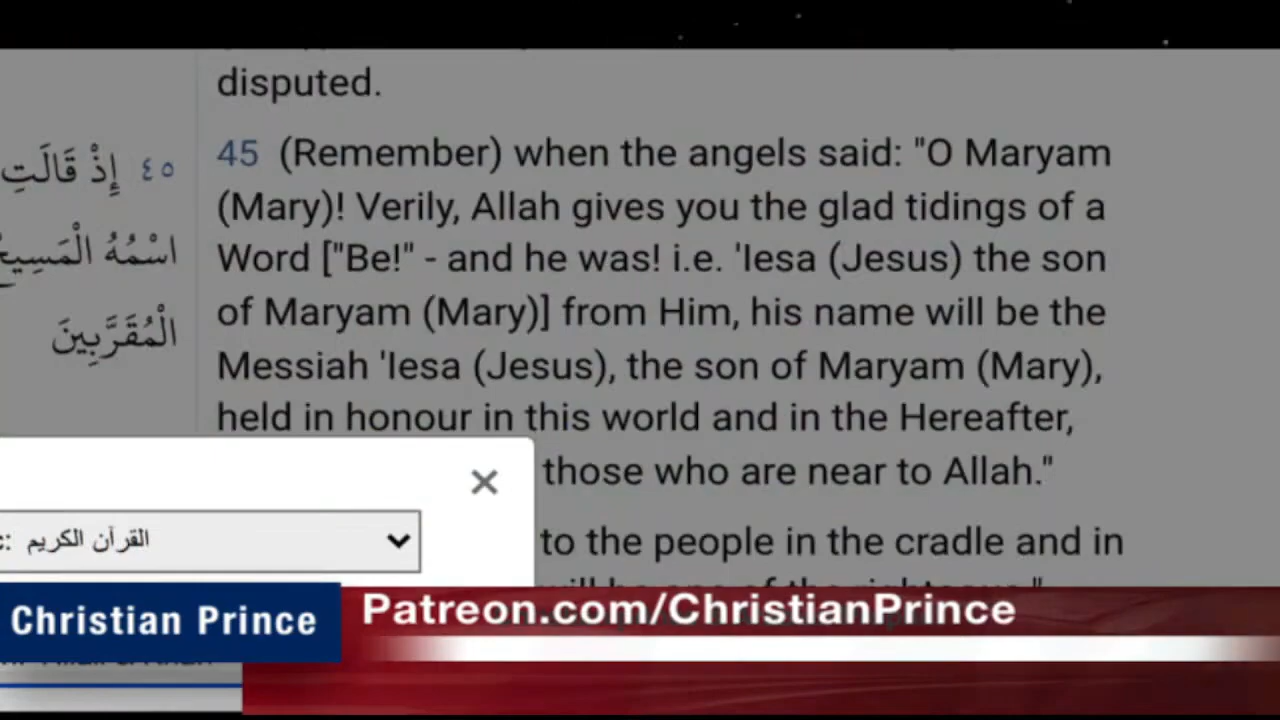 disputed.
45 (Remember) when the angels said: "O Maryam
(Mary)! Verily, Allah gives you the glad tidings of a
Word ["Be!" - and he was! i.e. 'Iesa (Jesus) the son
of Maryam (Mary)] from Him, his name will be the
Messiah 'Iesa (Jesus), the son of Maryam (Mary),
held in honour in this world and in the Hereafter,
those who are near to Allah."
to the people in the cradle and in
٤٥ إِذْ قَالَتِ
اسْمُهُ الْمَسِيحُ
الْمُقَرَّبِينَ
القرآن الكريم
Christian Prince
Patreon.com/ChristianPrince